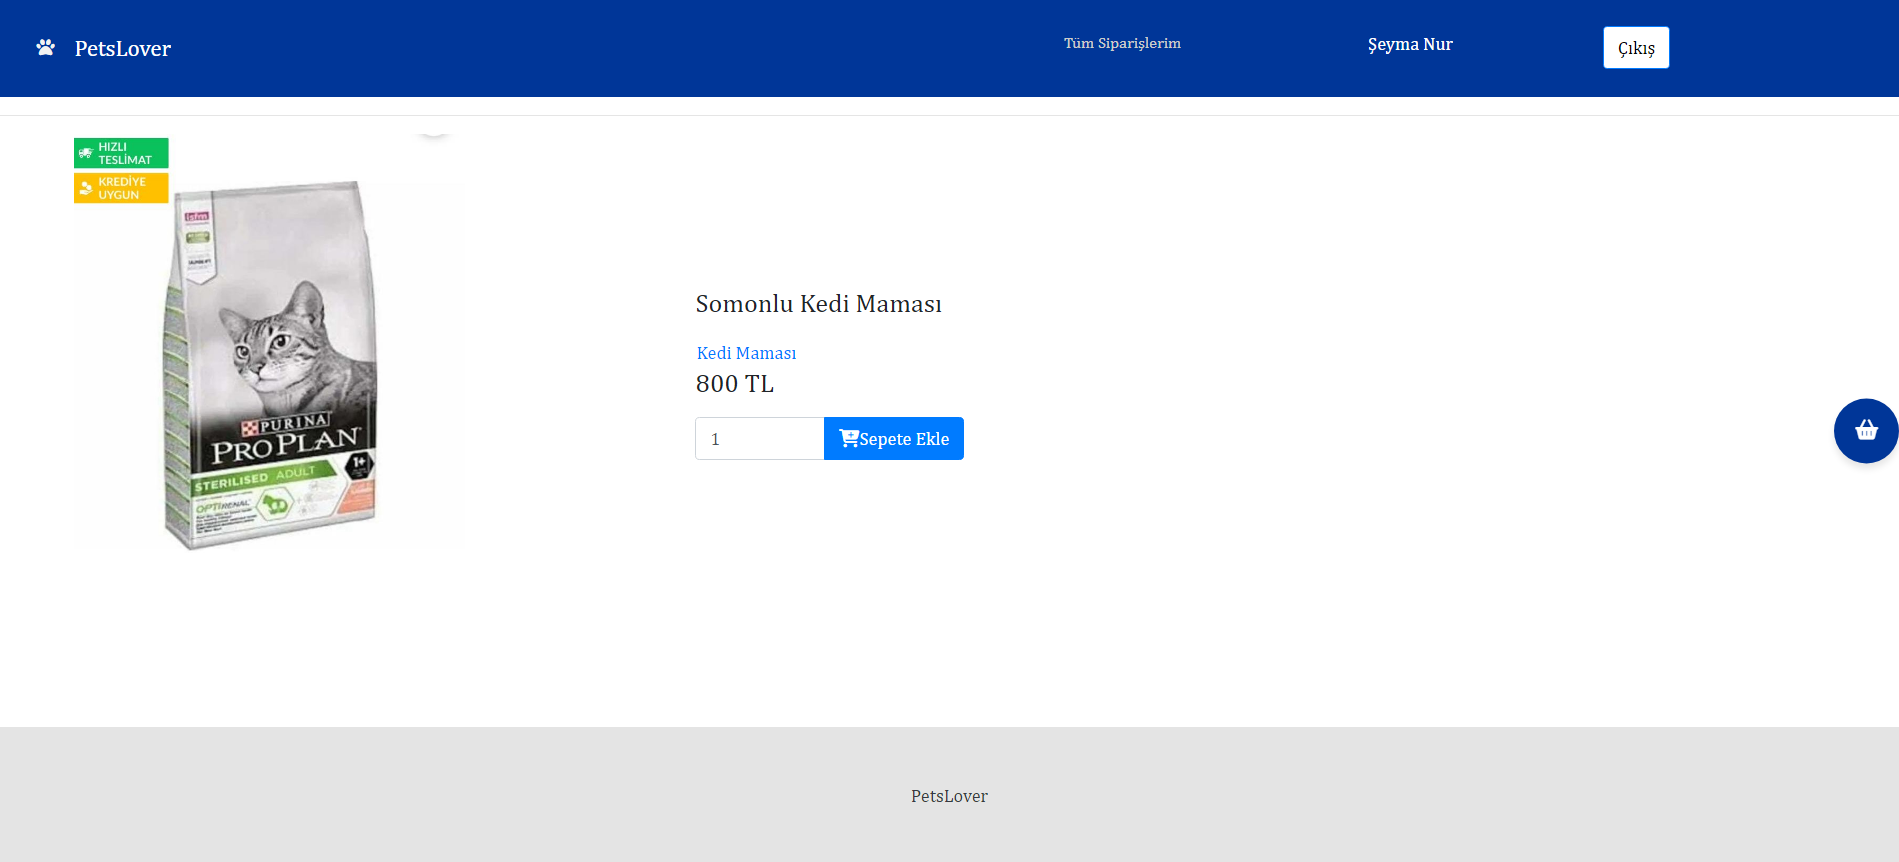 PetsLover
Tüm Siparişlerim
Şeyma Nur
Çıkış
HIZLI
TESLİMAT
KREDİYE
UYGUN
isfm
PURINA
PRO PLAN
1+
STERILISED ADULT
OPTIRENAL
Somonlu Kedi Maması
Kedi Maması
800 TL
1
Sepete Ekle
PetsLover